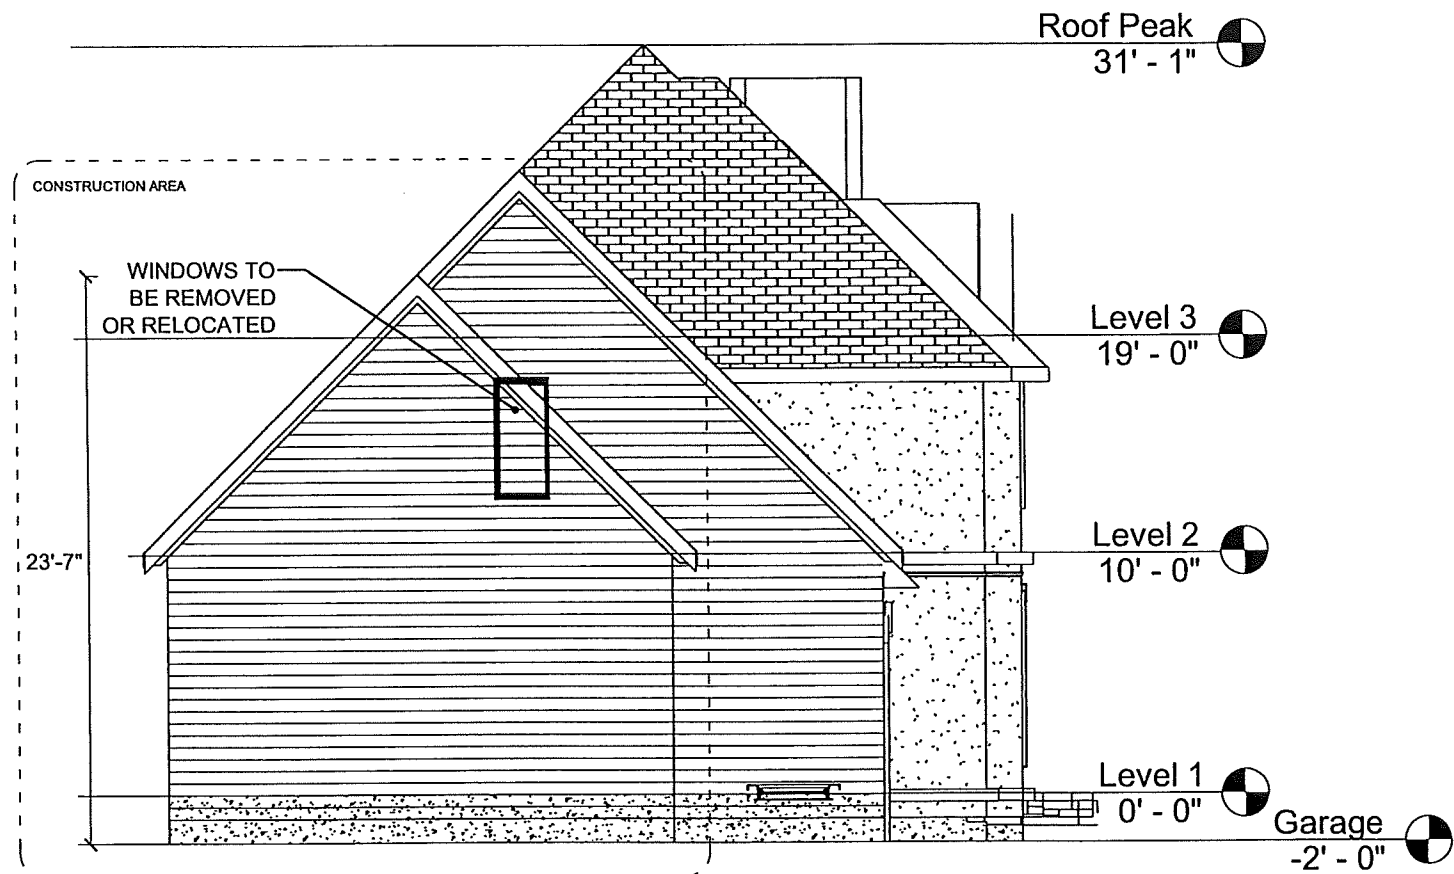 Roof Peak
31' - 1"
CONSTRUCTION AREA
WINDOWS TO
BE REMOVED
OR RELOCATED
Level 3
19' - 0"
23'-7"
Level 2
10' - 0"
Level 1
0' - 0"
Garage
-2' - 0"